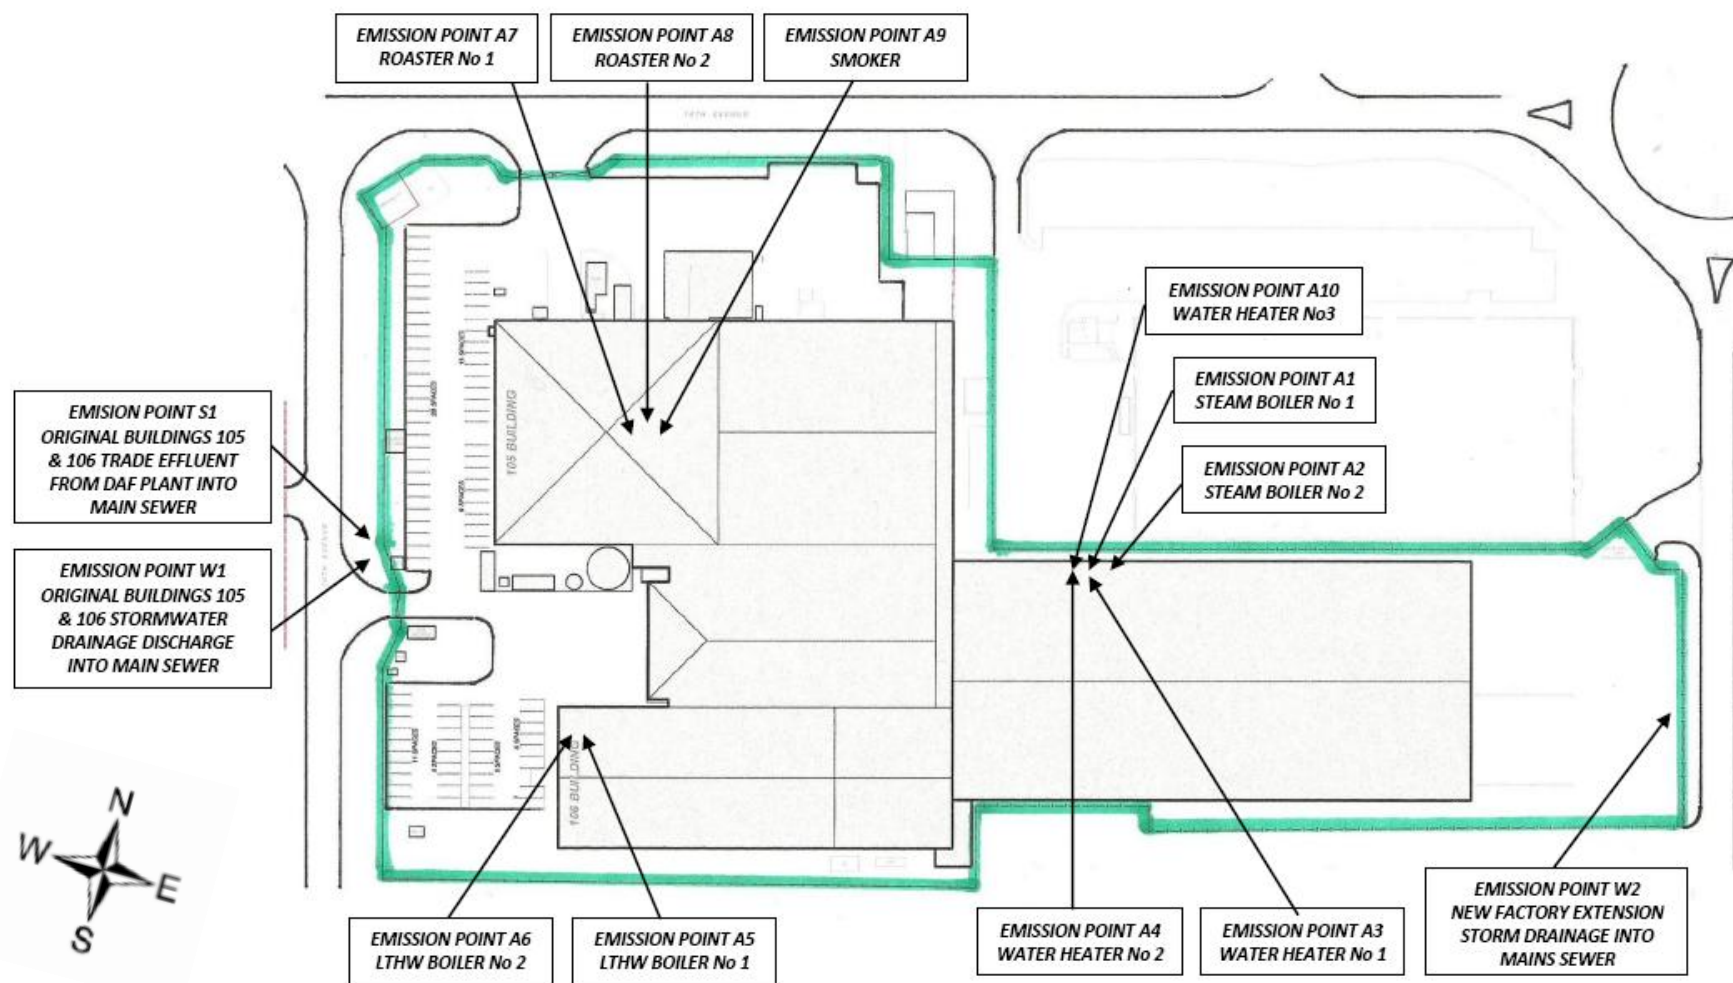 EMISSION POINT A7
ROASTER No 1
EMISSION POINT A8
ROASTER No 2
EMISSION POINT A9
SMOKER
EMISSION POINT A10
WATER HEATER No3
EMISSION POINT A1
STEAM BOILER No 1
EMISSION POINT A2
STEAM BOILER No 2
105 BUILDING
EMISION POINT S1
ORIGINAL BUILDINGS 105
& 106 TRADE EFFLUENT
FROM DAF PLANT INTO
MAIN SEWER
EMISSION POINT W1
ORIGINAL BUILDINGS 105
& 106 STORMWATER
DRAINAGE DISCHARGE
INTO MAIN SEWER
106 BUILDING
N
W
E
S
EMISSION POINT A6
LTHW BOILER No 2
EMISSION POINT A5
LTHW BOILER No 1
EMISSION POINT A4
WATER HEATER No 2
EMISSION POINT A3
WATER HEATER No 1
EMISSION POINT W2
NEW FACTORY EXTENSION
STORM DRAINAGE INTO
MAINS SEWER